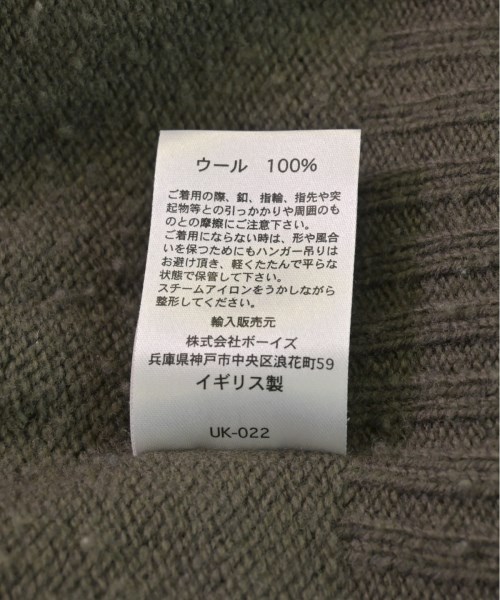 ウール 100%
ご着用の際、釦、指輪、指先や突
起物等との引っかかりや周囲のも
のとの摩擦にご注意下さい。
ご着用にならない時は、形や風合
いを保つためにもハンガー吊りは
お避け頂き、軽くたたんで平らな
状態で保管して下さい。
スチームアイロンをうかしながら
整形してください。
輸入販売元
株式会社ボーイズ
兵庫県神戸市中央区浪花町59
イギリス製
UK-022